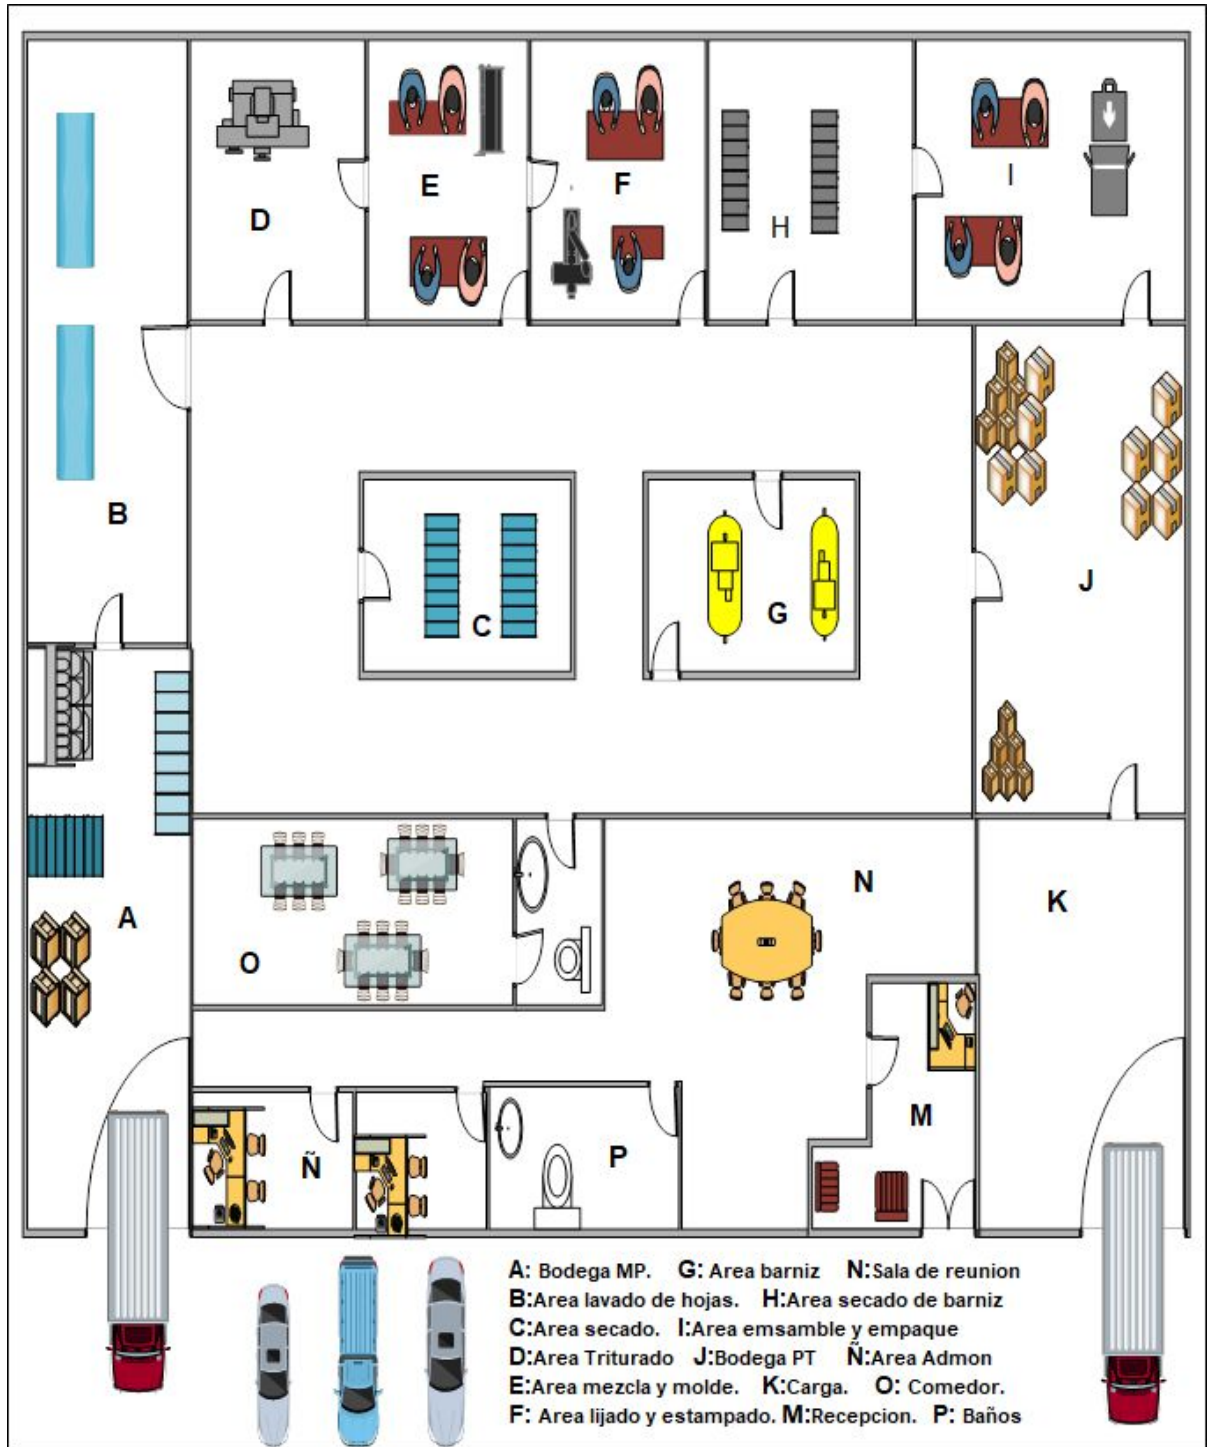 D
E
F
H
I
B
C
G
J
A
O
N
K
Ñ
P
M
A: Bodega MP. G: Area barniz N:Sala de reunion
B:Area lavado de hojas. H:Area secado de barniz
C:Area secado. I:Area emsamble y empaque
D:Area Triturado J:Bodega PT Ñ:Area Admon
E:Area mezcla y molde. K:Carga. O: Comedor.
F: Area lijado y estampado. M:Recepcion. P: Baños